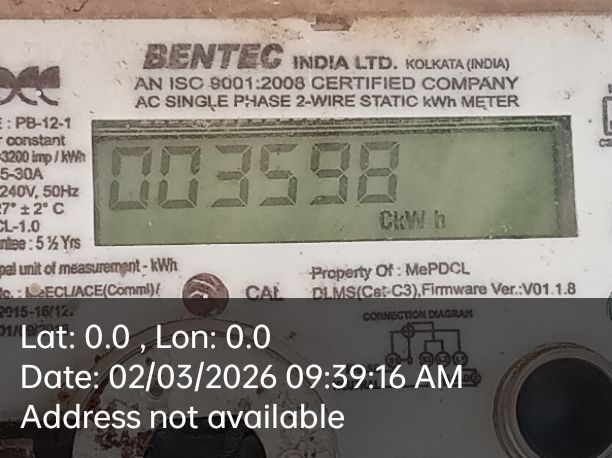 BENTEC INDIA LTD. KOLKATA (INDIA)
AN ISO 9001:2008 CERTIFIED COMPANY
AC SINGLE PHASE 2-WIRE STATIC kWh METER
: PB-12-1
constant
3200 imp / kWh
5-30A
240V, 50Hz
27° ± 2° C
CL-1.0
: 5 ½ Yrs
003598
CkW h
pal unit of measurement - kWh
Property Of : MePDCL
MeECL/ACE(Comml)/
CAL
DLMS(Cat-C3),Firmware Ver.:V01.1.8
2015-16/12
CONNECTION DIAGRAM
Lat: 0.0 , Lon: 0.0
Date: 02/03/2026 09:39:16 AM
Address not available